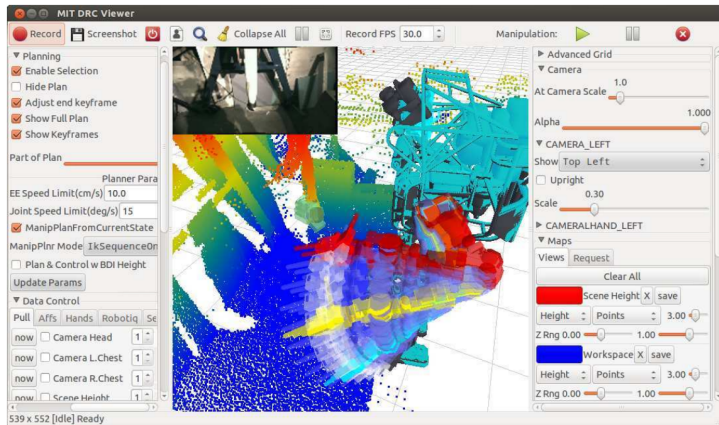 MIT DRC Viewer
Record Screenshot Collapse All Record FPS 30.0 Manipulation:
Planning
Enable Selection
Hide Plan
Adjust end keyframe
Show Full Plan
Show Keyframes
Part of Plan
Planner Para
EE Speed Limit(cm/s) 10.0
Joint Speed Limit(deg/s) 15
ManipPlanFromCurrentState
ManipPlnr Mode IkSequenceOn
Plan & Control w BDI Height
Update Params
Data Control
Pull Affs Hands Robotiq Se
now Camera Head 1
now Camera L.Chest 1
now Camera R.Chest 1
now Scene Height 1
Advanced Grid
Camera
1.0
At Camera Scale
1.000
Alpha
CAMERA_LEFT
Show Top Left
Upright
0.30
Scale
CAMERALHAND_LEFT
Maps
Views Request
Clear All
Scene Height X save
Height Points 3.00
Z Rng 0.00 1.00
Workspace X save
Height Points 3.00
Z Rng 0.00 1.00
539 x 552 [Idle] Ready